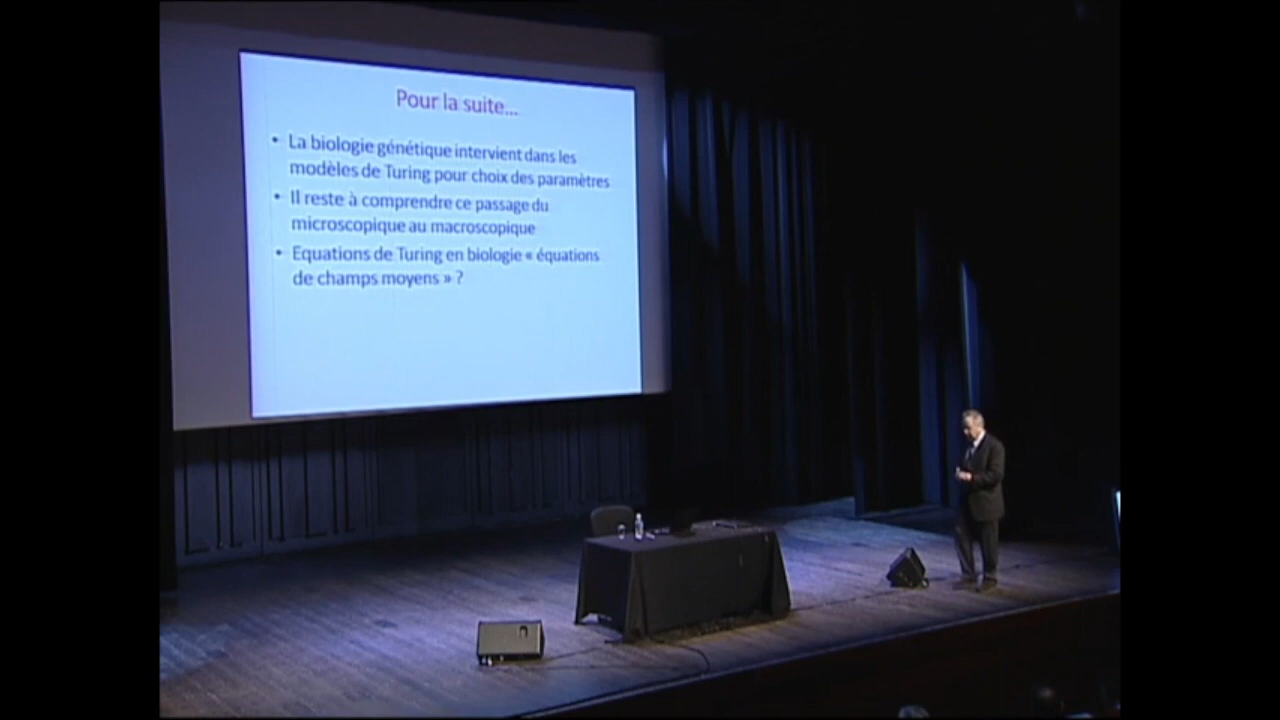 Pour la suite...
• La biologie génétique intervient dans les
modèles de Turing pour choix des paramètres
• Il reste à comprendre ce passage du
microscopique au macroscopique
• Equations de Turing en biologie « équations
de champs moyens » ?